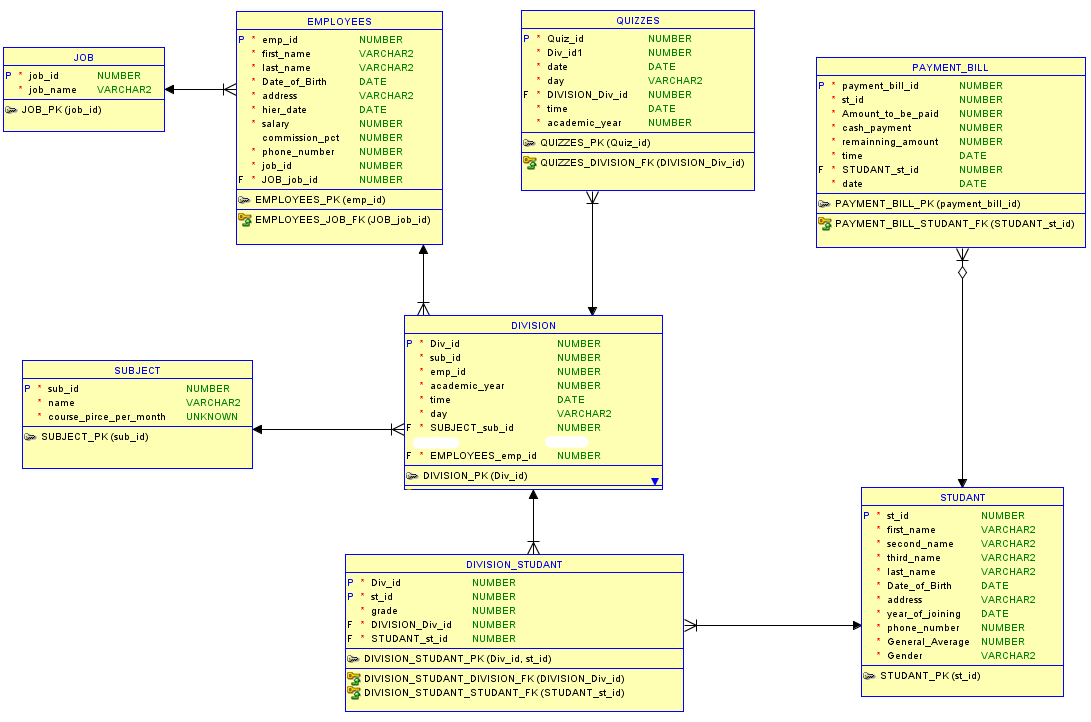 JOB
P * job_id NUMBER
* job_name VARCHAR2
JOB_PK (job_id)
EMPLOYEES
P * emp_id NUMBER
* first_name VARCHAR2
* last_name VARCHAR2
* Date_of_Birth DATE
* address VARCHAR2
* hier_date DATE
* salary NUMBER
commission_pct NUMBER
* phone_number NUMBER
* job_id NUMBER
F * JOB_job_id NUMBER
EMPLOYEES_PK (emp_id)
EMPLOYEES_JOB_FK (JOB_job_id)
QUIZZES
P * Quiz_id NUMBER
* Div_id1 NUMBER
* date DATE
* day VARCHAR2
F * DIVISION_Div_id NUMBER
* time DATE
* academic_year NUMBER
QUIZZES_PK (Quiz_id)
QUIZZES_DIVISION_FK (DIVISION_Div_id)
PAYMENT_BILL
P * payment_bill_id NUMBER
* st_id NUMBER
* Amount_to_be_paid NUMBER
* cash_payment NUMBER
* remainning_amount NUMBER
* time DATE
F * STUDANT_st_id NUMBER
* date DATE
PAYMENT_BILL_PK (payment_bill_id)
PAYMENT_BILL_STUDANT_FK (STUDANT_st_id)
SUBJECT
P * sub_id NUMBER
* name VARCHAR2
* course_pirce_per_month UNKNOWN
SUBJECT_PK (sub_id)
DIVISION
P * Div_id NUMBER
* sub_id NUMBER
* emp_id NUMBER
* academic_year NUMBER
* time DATE
* day VARCHAR2
F * SUBJECT_sub_id NUMBER
F * EMPLOYEES_emp_id NUMBER
DIVISION_PK (Div_id)
DIVISION_STUDANT
P * Div_id NUMBER
P * st_id NUMBER
* grade NUMBER
F * DIVISION_Div_id NUMBER
F * STUDANT_st_id NUMBER
DIVISION_STUDANT_PK (Div_id, st_id)
DIVISION_STUDANT_DIVISION_FK (DIVISION_Div_id)
DIVISION_STUDANT_STUDANT_FK (STUDANT_st_id)
STUDANT
P * st_id NUMBER
* first_name VARCHAR2
* second_name VARCHAR2
* third_name VARCHAR2
* last_name VARCHAR2
* Date_of_Birth DATE
* address VARCHAR2
* year_of_joining DATE
* phone_number NUMBER
* General_Average NUMBER
* Gender VARCHAR2
STUDANT_PK (st_id)